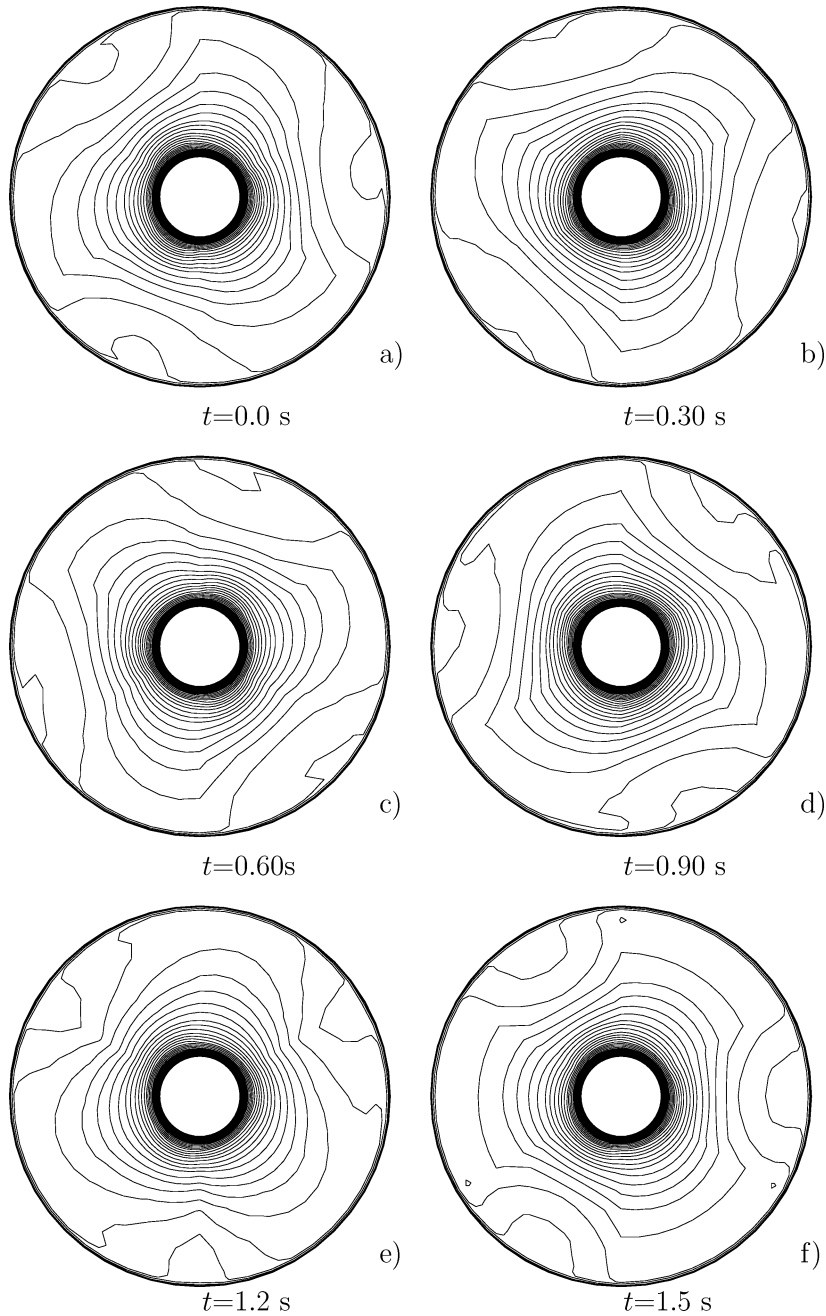 a) b)
t=0.0 s t=0.30 s
c) d)
t=0.60s t=0.90 s
e) f)
t=1.2 s t=1.5 s